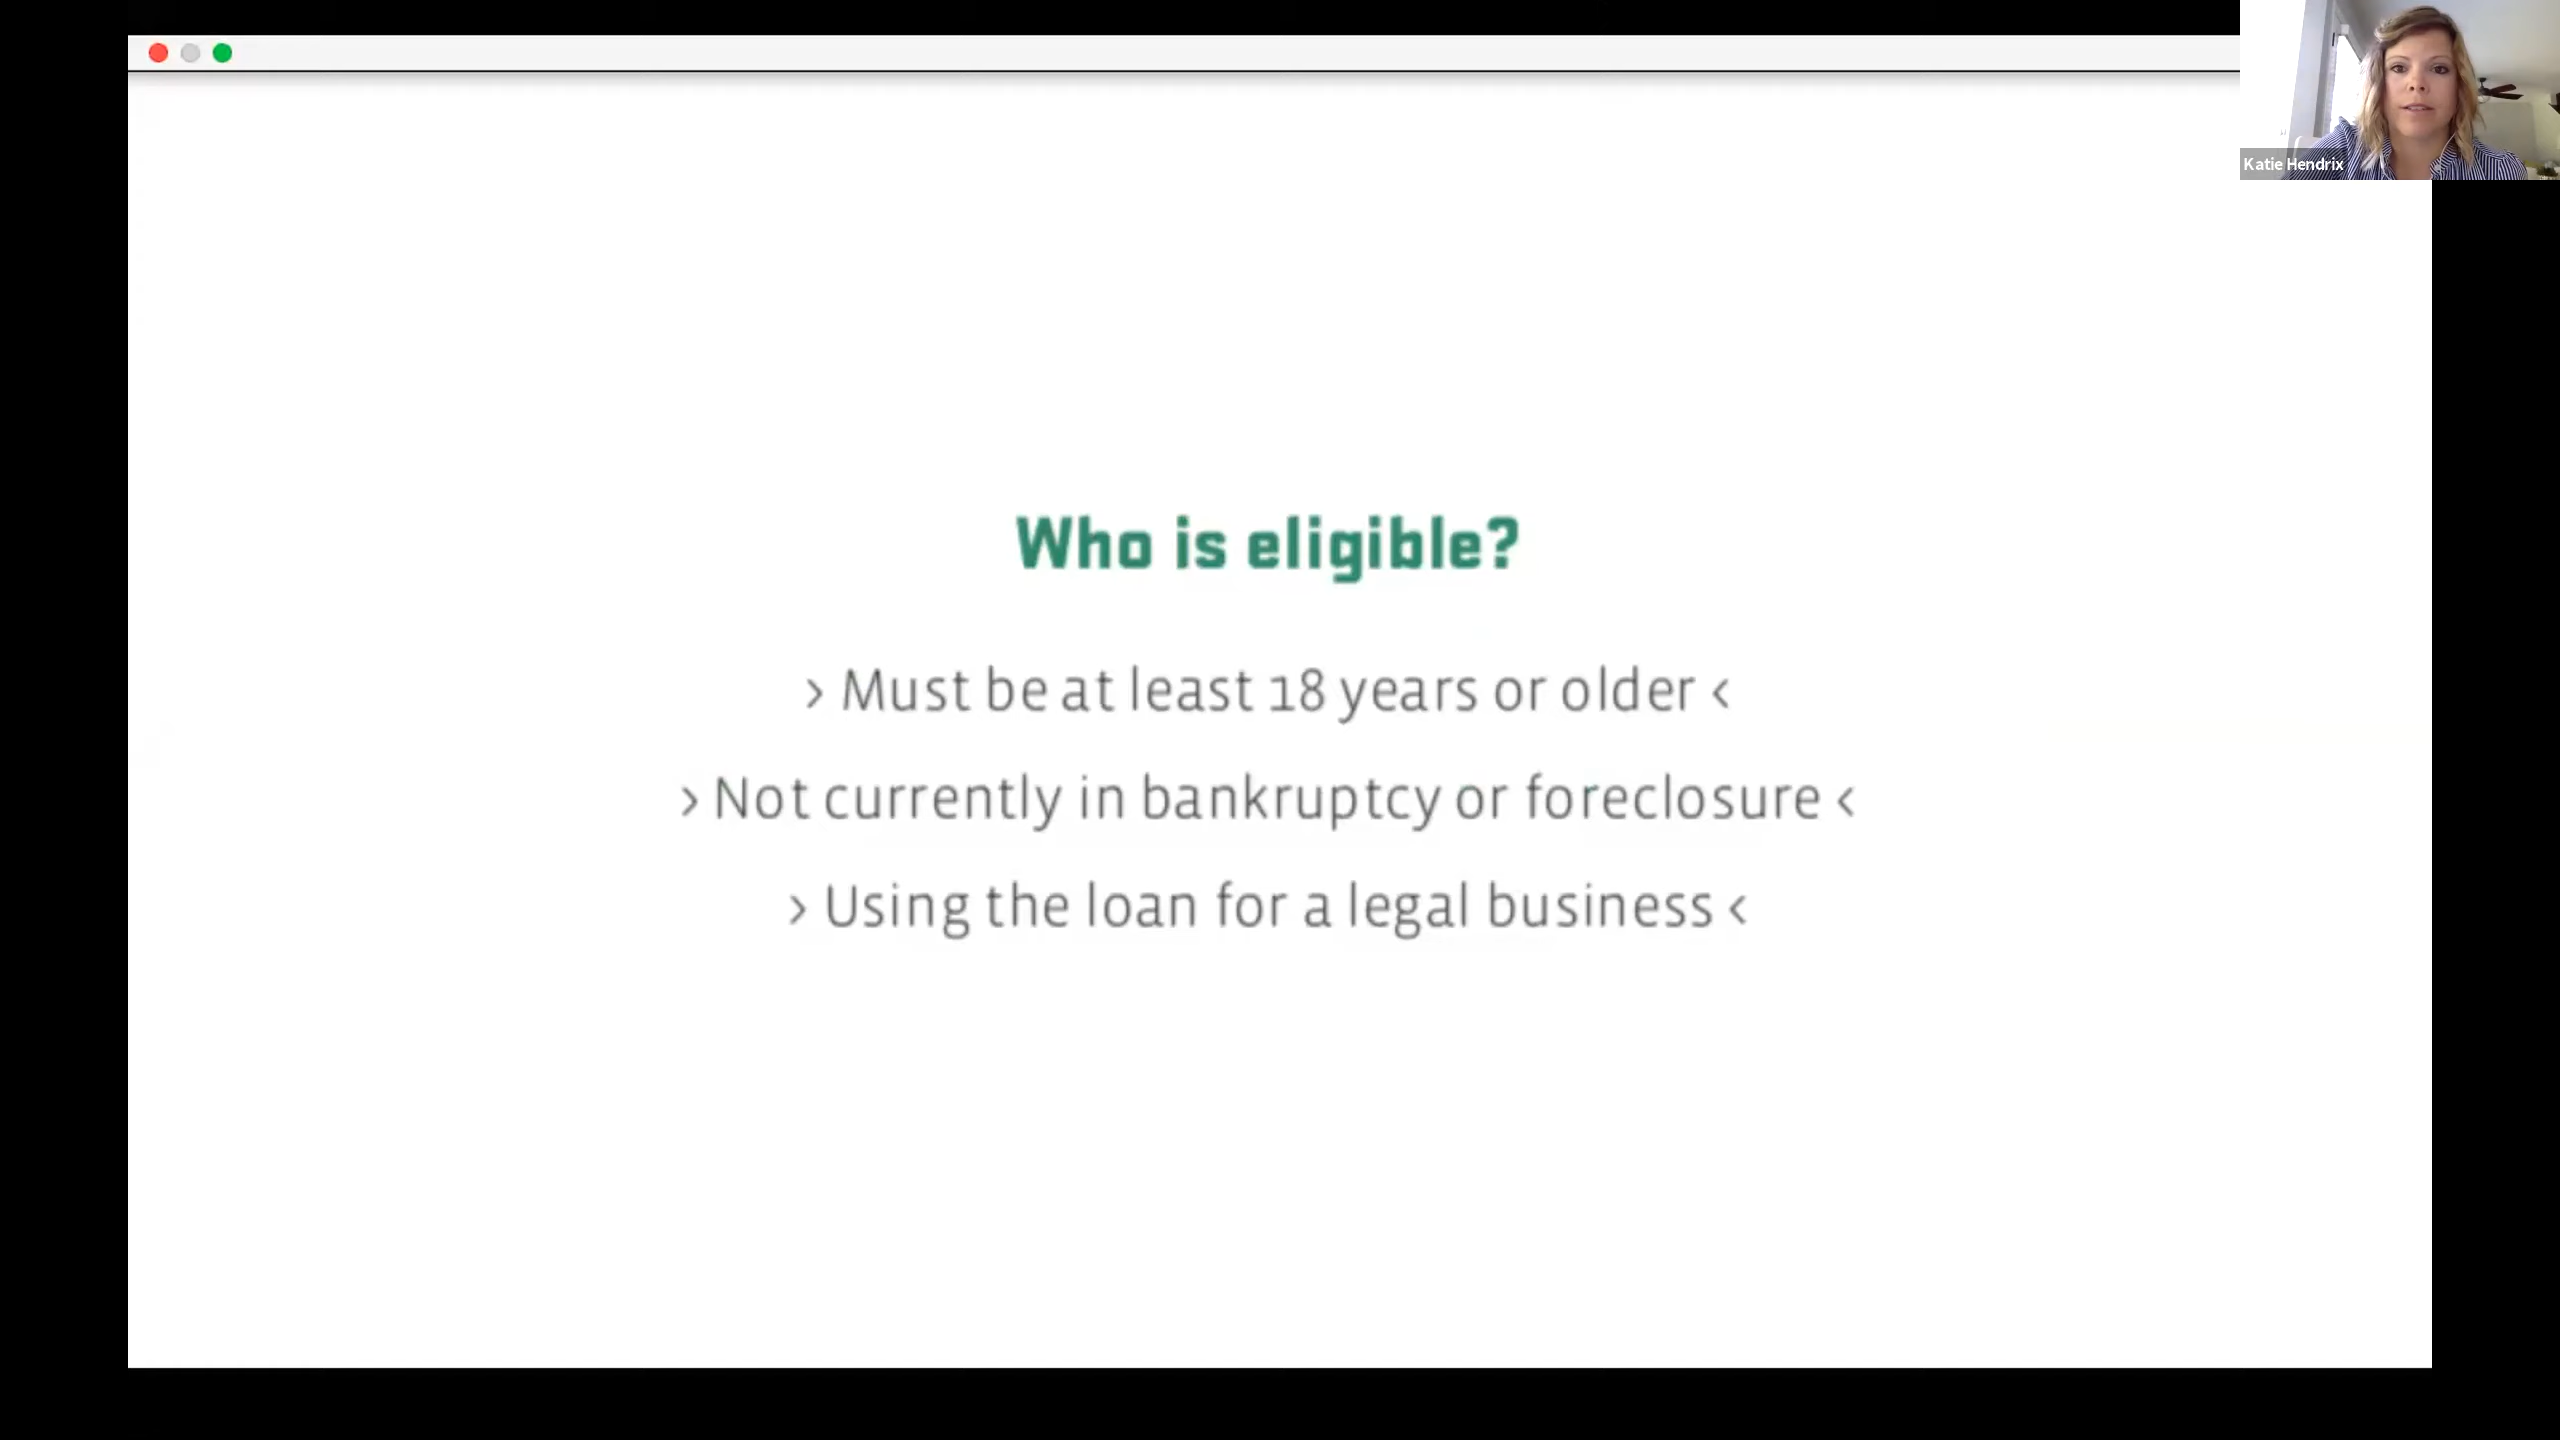 Katie Hendrix
Who is eligible?
> Must be at least 18 years or older <
> Not currently in bankruptcy or foreclosure <
> Using the loan for a legal business <